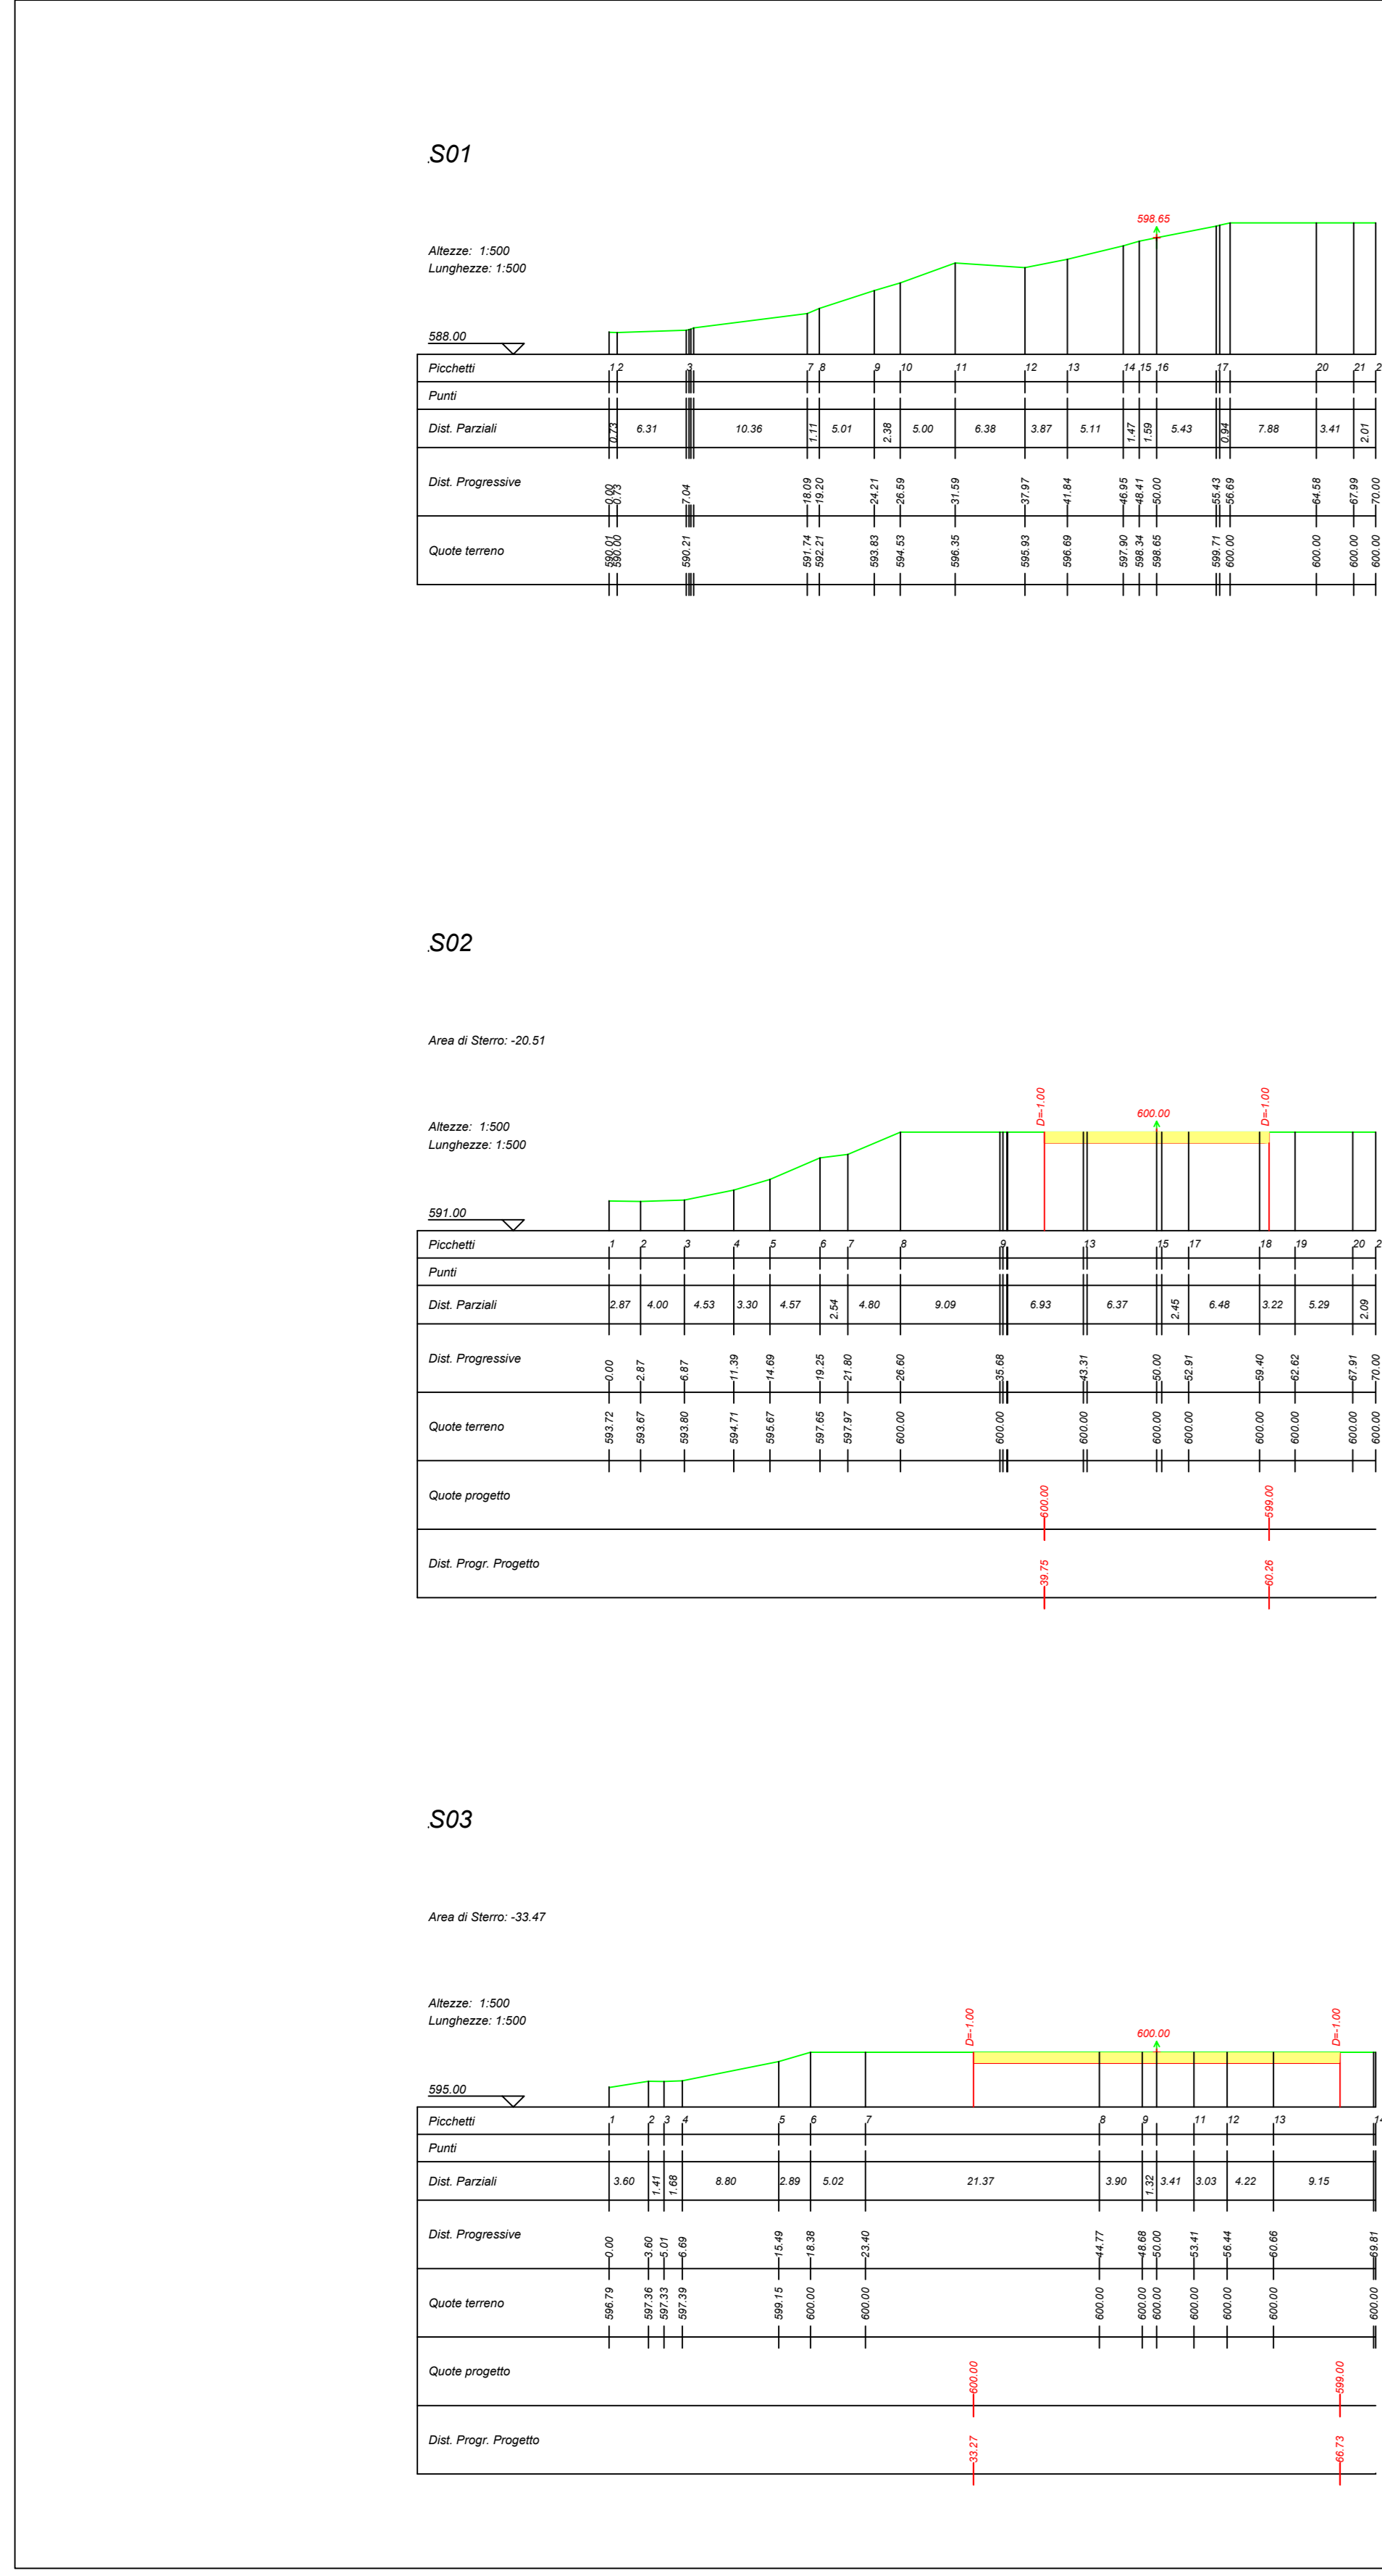 .S01
598.65
Altezze: 1:500
Lunghezze: 1:500
588.00
Picchetti 1 2 3 7 8 9 10 11 12 13 14 15 16 17 20 21 2
Punti
Dist. Parziali 0.73 6.31 10.36 1.11 5.01 2.38 5.00 6.38 3.87 5.11 1.47 1.59 5.43 0.94 7.88 3.41 2.01
Dist. Progressive 0.00 0.73 7.04 18.09 19.20 24.21 26.59 31.59 37.97 41.84 46.95 48.41 50.00 55.43 56.69 64.58 67.99 70.00
Quote terreno 590.01 590.00 590.21 591.74 592.21 593.83 594.53 596.35 595.93 596.69 597.90 598.34 598.65 599.71 600.00 600.00 600.00 600.00
.S02
Area di Sterro: -20.51
D=-1.00 600.00 D=-1.00
Altezze: 1:500
Lunghezze: 1:500
591.00
Picchetti 1 2 3 4 5 6 7 8 9 13 15 17 18 19 20 2
Punti
Dist. Parziali 2.87 4.00 4.53 3.30 4.57 2.54 4.80 9.09 6.93 6.37 2.45 6.48 3.22 5.29 2.09
Dist. Progressive 0.00 2.87 6.87 11.39 14.69 19.25 21.80 26.60 35.68 43.31 50.00 52.91 59.40 62.62 67.91 70.00
Quote terreno 593.72 593.67 593.80 594.71 595.67 597.65 597.97 600.00 600.00 600.00 600.00 600.00 600.00 600.00 600.00 600.00
Quote progetto 600.00 599.00
Dist. Progr. Progetto 39.75 60.26
.S03
Area di Sterro: -33.47
D=-1.00 600.00 D=-1.00
Altezze: 1:500
Lunghezze: 1:500
595.00
Picchetti 1 2 3 4 5 6 7 8 9 11 12 13 14
Punti
Dist. Parziali 3.60 1.41 1.68 8.80 2.89 5.02 21.37 3.90 1.32 3.41 3.03 4.22 9.15
Dist. Progressive 0.00 3.60 5.01 6.69 15.49 18.38 23.40 44.77 48.68 50.00 53.41 56.44 60.66 69.81
Quote terreno 596.79 597.36 597.33 597.39 599.15 600.00 600.00 600.00 600.00 600.00 600.00 600.00 600.00 600.00
Quote progetto 600.00 599.00
Dist. Progr. Progetto 33.27 66.73